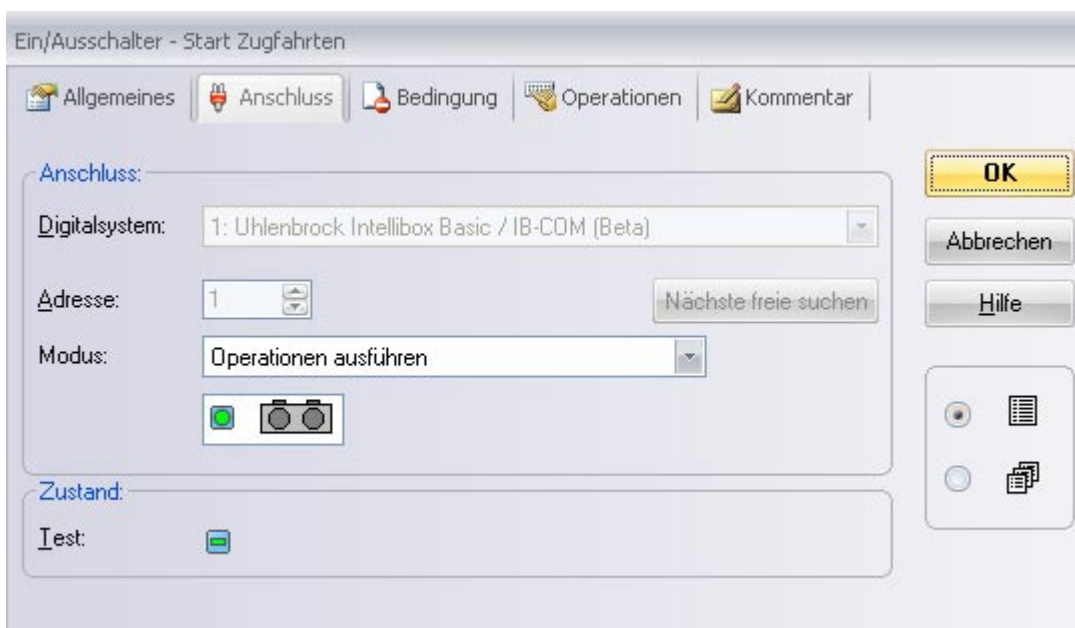 Ein/Ausschalter - Start Zugfahrten
Allgemeines Anschluss Bedingung Operationen Kommentar
Anschluss:
Digitalsystem: 1: Uhlenbrock Intellibox Basic / IB-COM (Beta)
Adresse: 1 Nächste freie suchen
Modus: Operationen ausführen
Zustand:
Test:
OK
Abbrechen
Hilfe